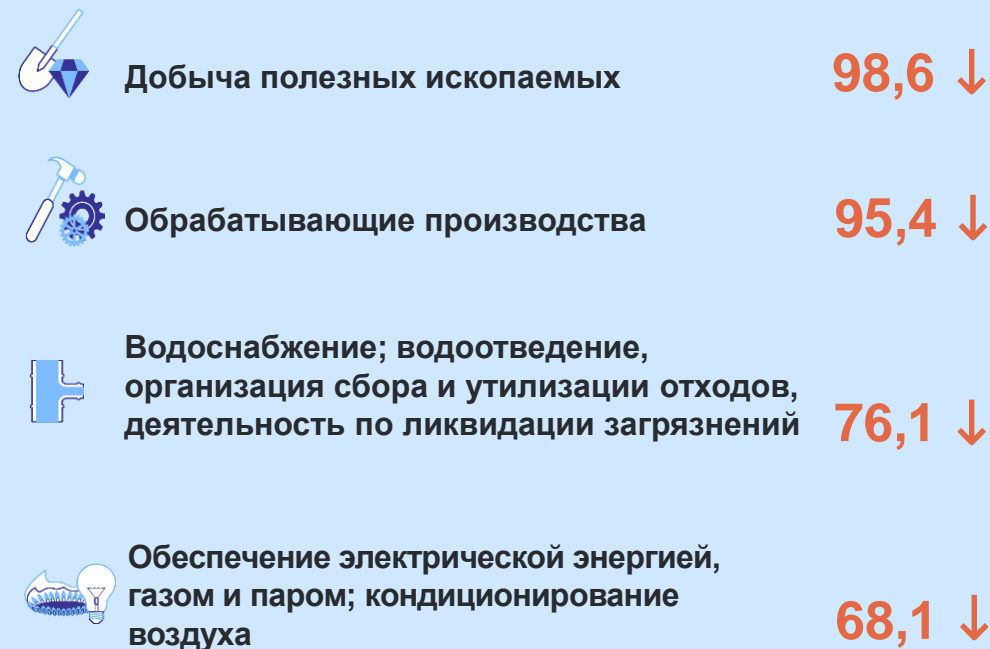 Добыча полезных ископаемых 98,6 ↓
Обрабатывающие производства 95,4 ↓
Водоснабжение; водоотведение,
организация сбора и утилизации отходов,
деятельность по ликвидации загрязнений 76,1 ↓
Обеспечение электрической энергией,
газом и паром; кондиционирование
воздуха 68,1 ↓